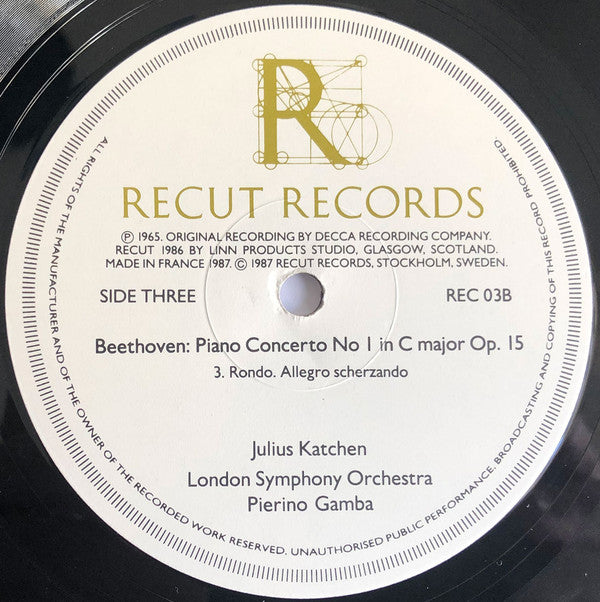 R
RECUT RECORDS
℗ 1965. ORIGINAL RECORDING BY DECCA RECORDING COMPANY.
RECUT 1986 BY LINN PRODUCTS STUDIO, GLASGOW, SCOTLAND.
MADE IN FRANCE 1987. © 1987 RECUT RECORDS, STOCKHOLM, SWEDEN.
SIDE THREE
REC 03B
Beethoven: Piano Concerto No 1 in C major Op. 15
3. Rondo. Allegro scherzando
Julius Katchen
London Symphony Orchestra
Pierino Gamba
ALL RIGHTS OF THE MANUFACTURER AND OF THE OWNER OF THE RECORDED WORK RESERVED. UNAUTHORISED PUBLIC PERFORMANCE. BROADCASTING AND COPYING OF THIS RECORD PROHIBITED.